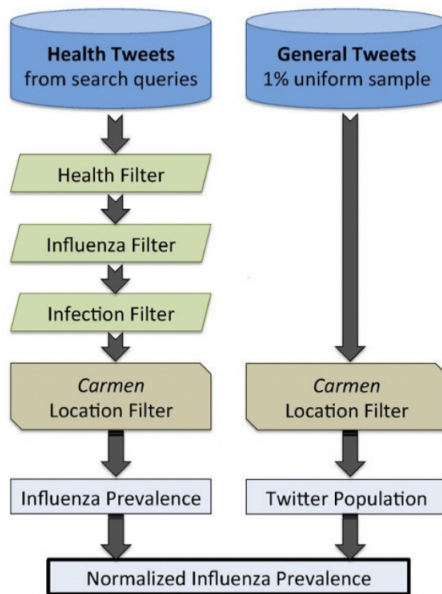 Health Tweets
from search queries
General Tweets
1% uniform sample
Health Filter
Influenza Filter
Infection Filter
Carmen
Location Filter
Carmen
Location Filter
Influenza Prevalence
Twitter Population
Normalized Influenza Prevalence